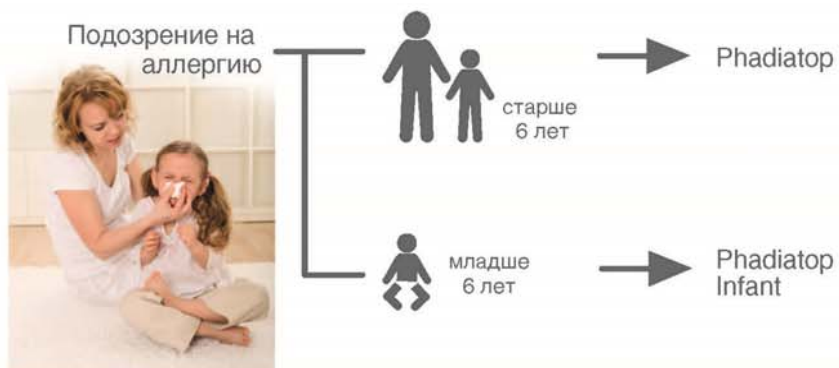 Подозрение на
аллергию
старше
6 лет
Phadiatop
младше
6 лет
Phadiatop
Infant